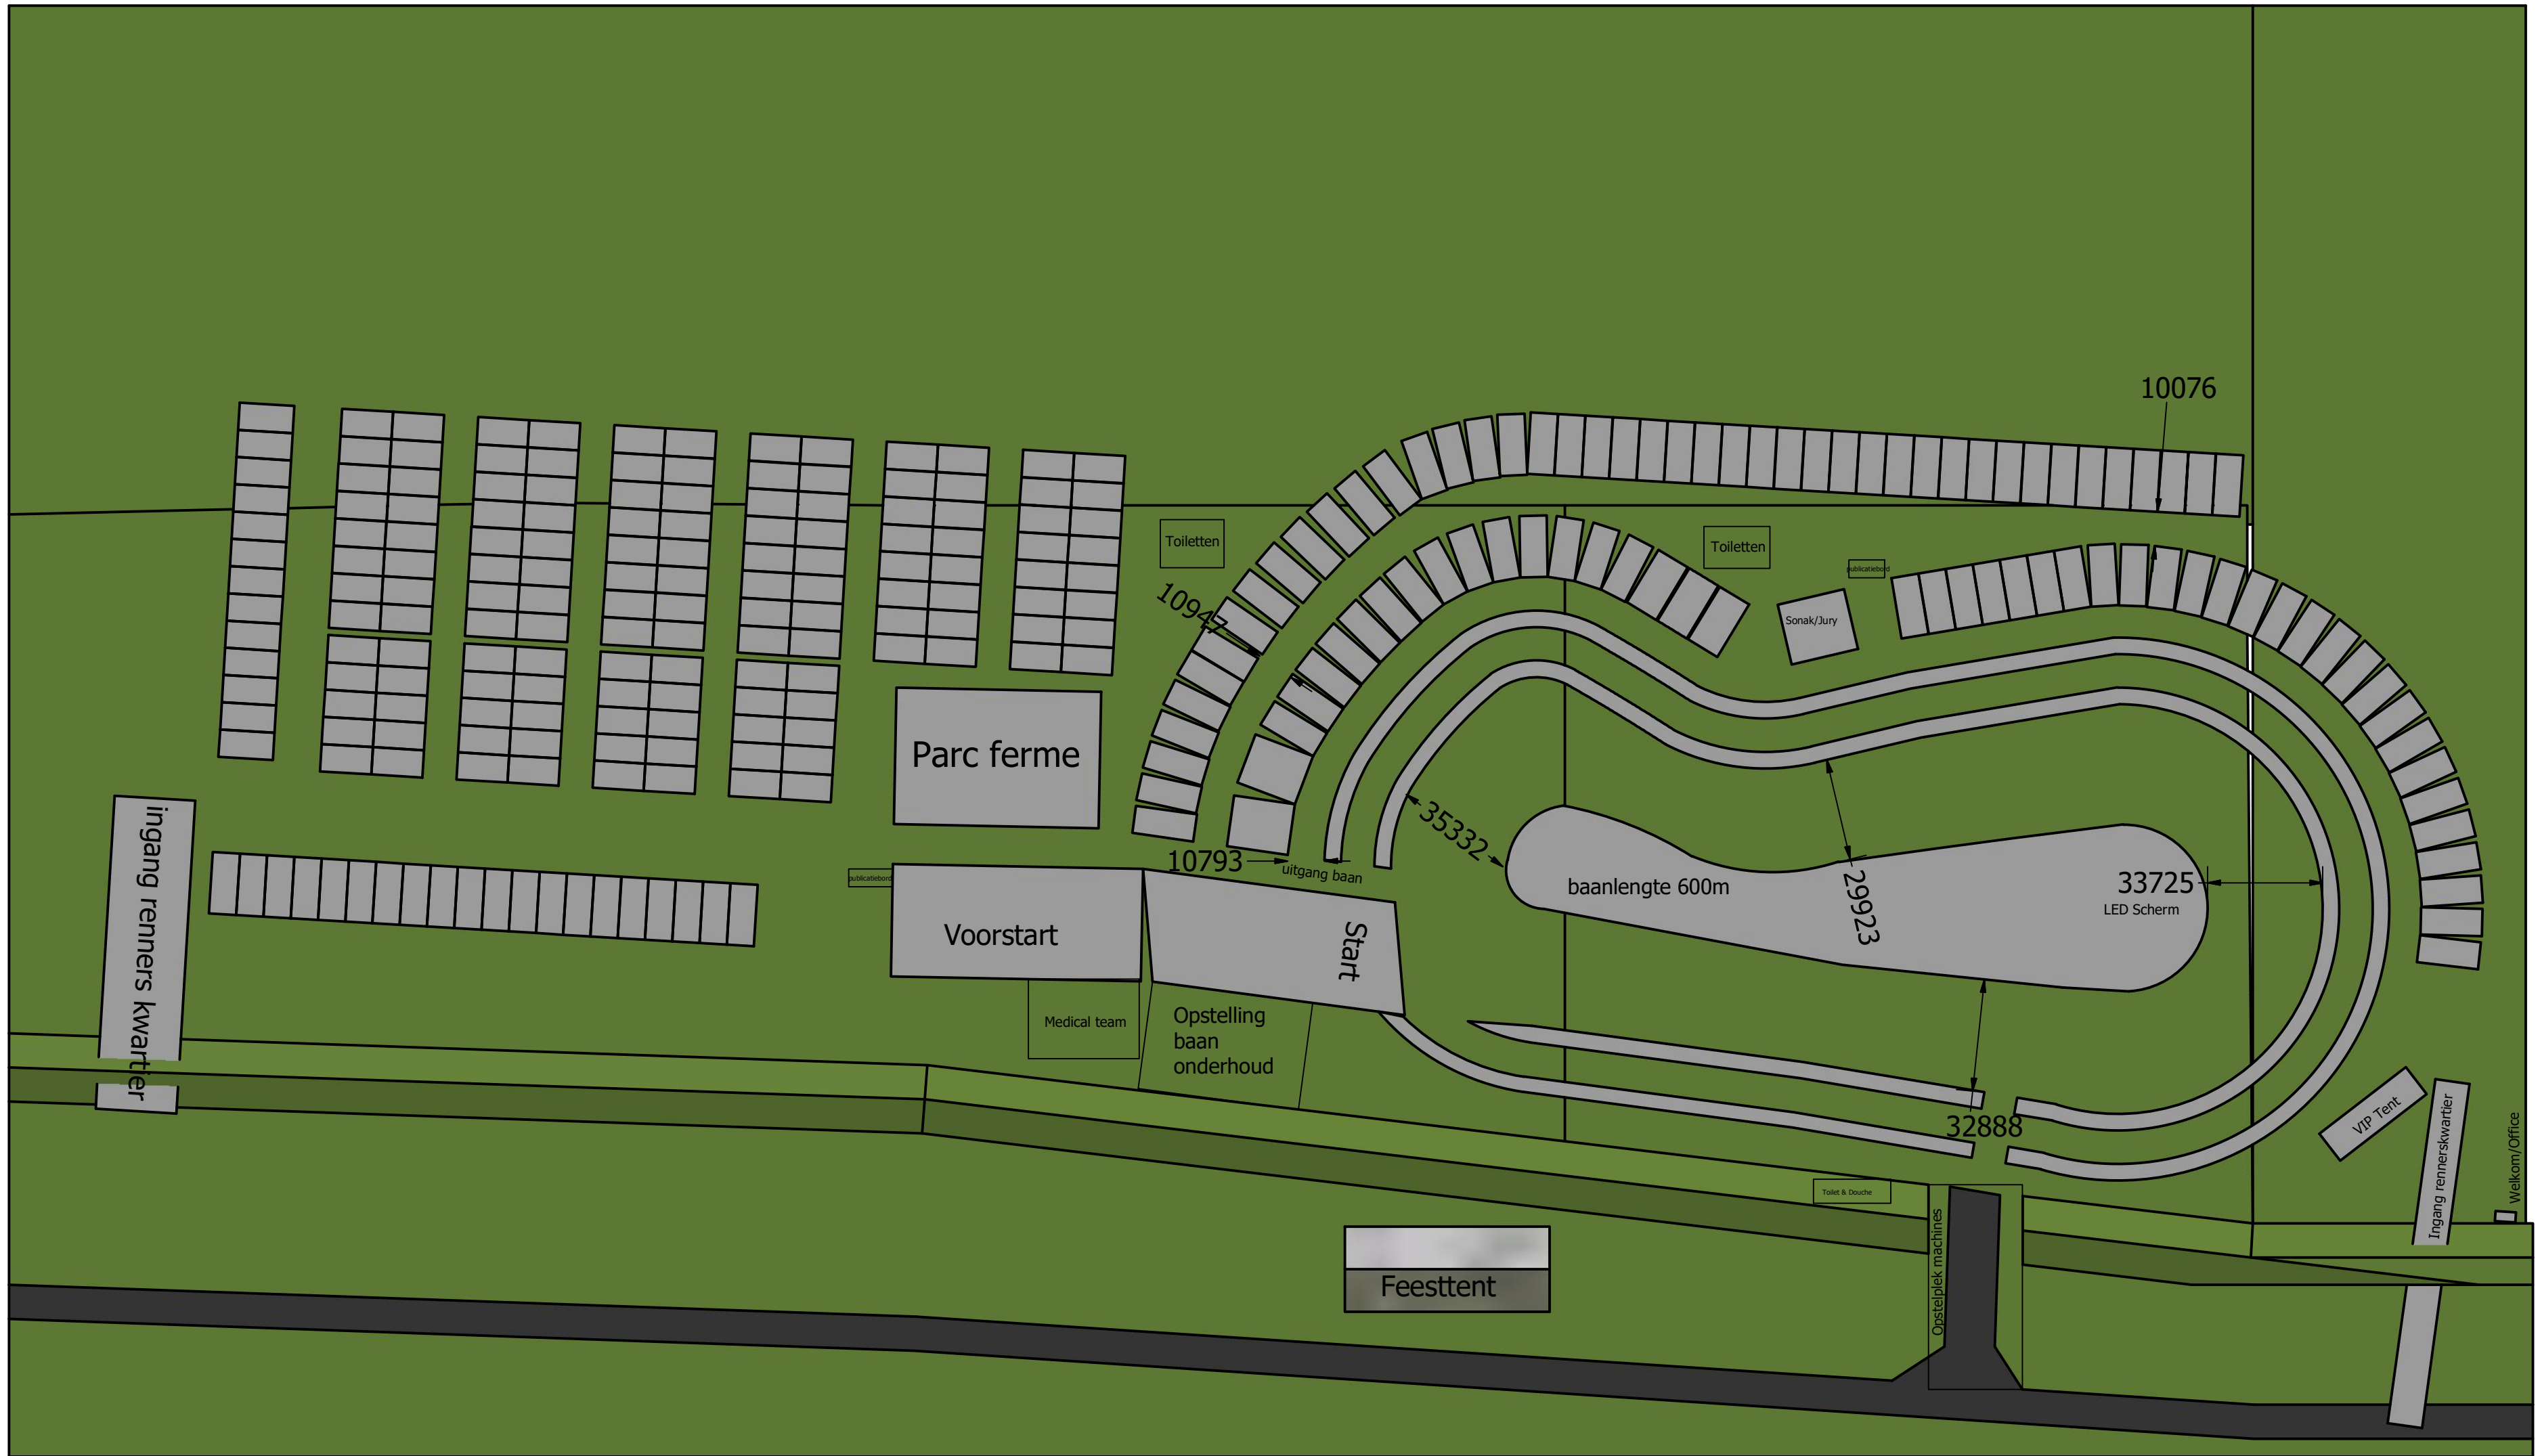 10076
Toiletten
Toiletten
publicatiebord
10947
Sonak/Jury
Parc ferme
ingang renners kwartier
35332
10793
uitgang baan
publicatiebord
baanlengte 600m
29923
33725
LED Scherm
Voorstart
Start
Medical team
Opstelling
baan
onderhoud
32888
VIP Tent
Ingang rennerskwartier
Welkom/Office
Toilet & Douche
Opstelplek machines
Feesttent